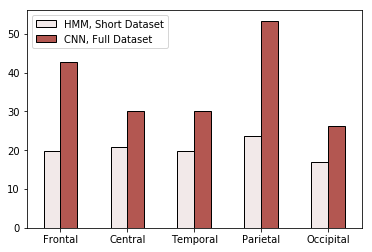 HMM, Short Dataset
CNN, Full Dataset
50
40
30
20
10
0
Frontal Central Temporal Parietal Occipital